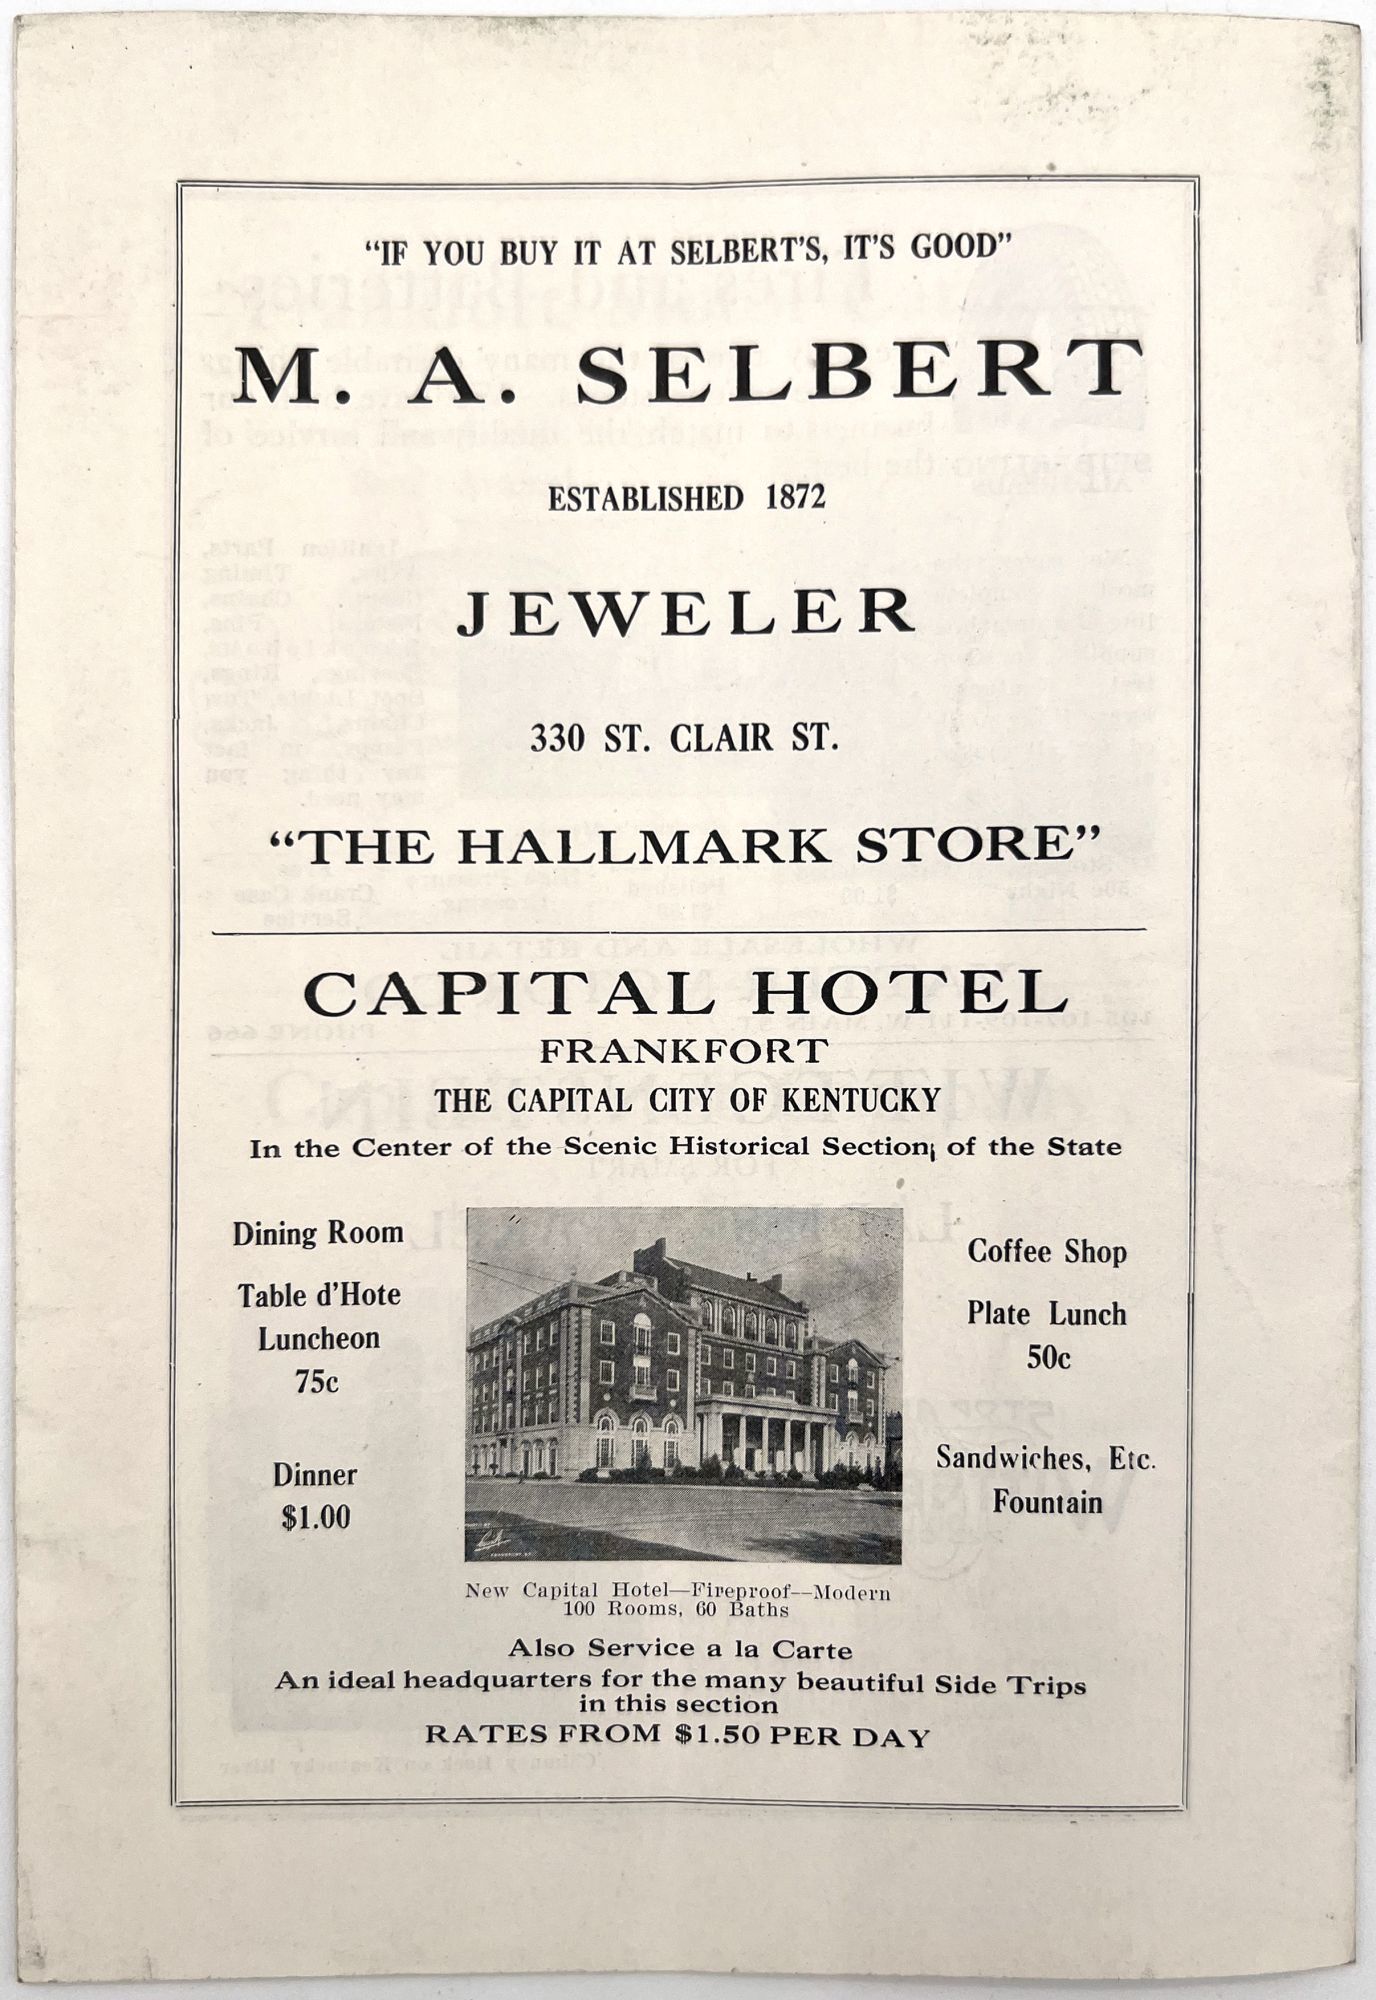 "IF YOU BUY IT AT SELBERT'S, IT'S GOOD"
M. A. SELBERT
ESTABLISHED 1872
JEWELER
330 ST. CLAIR ST.
"THE HALLMARK STORE"
CAPITAL HOTEL
FRANKFORT
THE CAPITAL CITY OF KENTUCKY
In the Center of the Scenic Historical Section; of the State
Dining Room
Table d'Hote
Luncheon
75c
Dinner
$1.00
Coffee Shop
Plate Lunch
50c
Sandwiches, Etc.
Fountain
New Capital Hotel—Fireproof—Modern
100 Rooms, 60 Baths
Also Service a la Carte
An ideal headquarters for the many beautiful Side Trips
in this section
RATES FROM $1.50 PER DAY